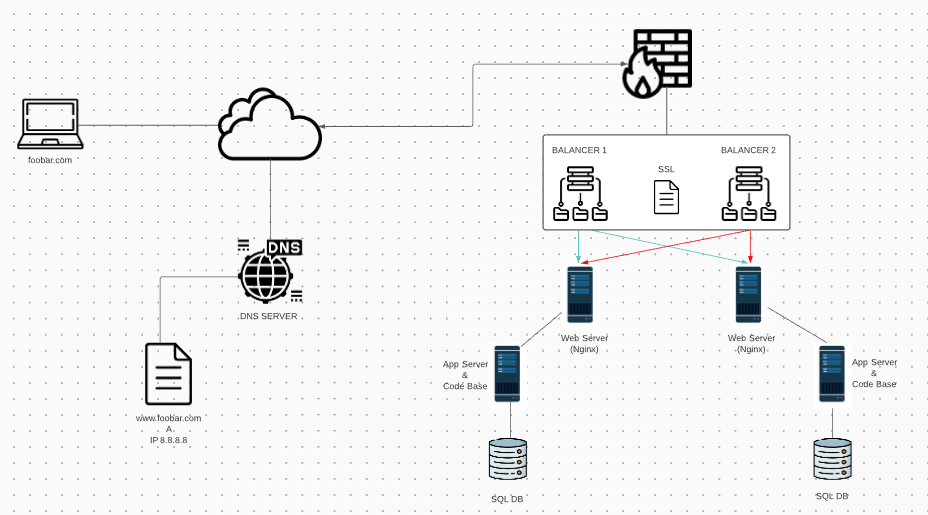 foobar.com
DNS
DNS SERVER
www.foobar.com
A
IP 8.8.8.8
BALANCER 1
BALANCER 2
SSL
Web Server
(Nginx)
Web Server
(Nginx)
App Server
&
Code Base
App Server
&
Code Base
SQL DB
SQL DB